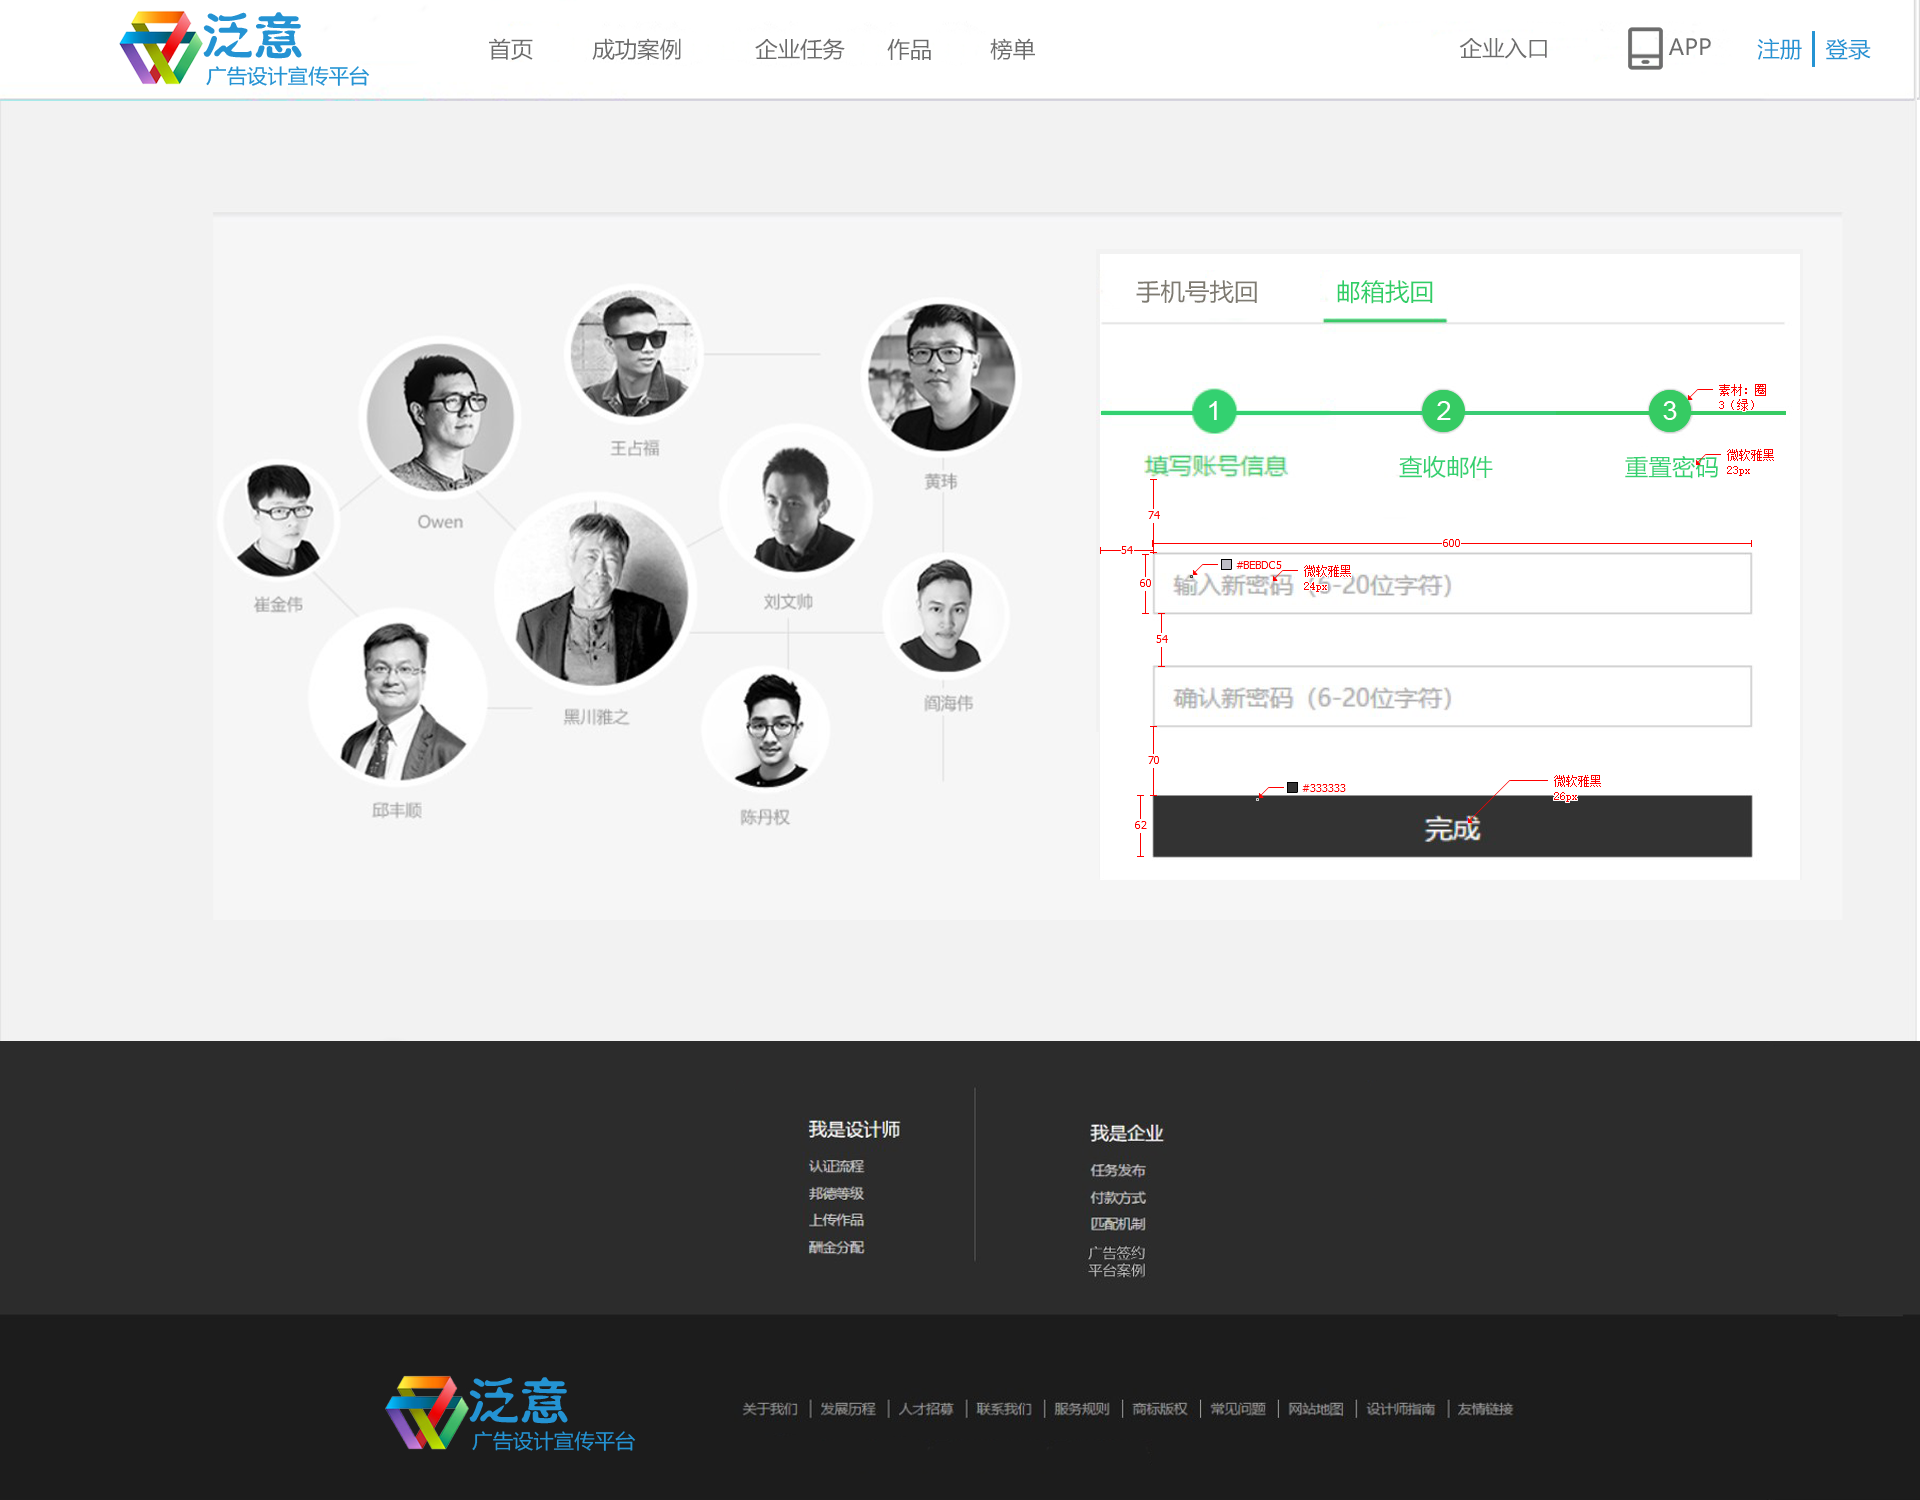 泛意
广告设计宣传平台
首页 成功案例 企业任务 作品 榜单 企业入口 APP 注册 登录
手机号找回 邮箱找回
1 2 3
素材：圈
3（绿）
填写账号信息 查收邮件 重置密码
微软雅黑
23px
74
54
600
60
#BEBDC5
微软雅黑
24px
输入新密码（6-20位字符）
54
确认新密码（6-20位字符）
70
#333333
微软雅黑
26px
62
完成
王占福
黄玮
Owen
崔金伟
刘文帅
黑川雅之
阎海伟
邱丰顺
陈丹权
我是设计师
认证流程
邦德等级
上传作品
酬金分配
我是企业
任务发布
付款方式
匹配机制
广告签约
平台案例
泛意
广告设计宣传平台
关于我们 发展历程 人才招募 联系我们 服务规则 商标版权 常见问题 网站地图 设计师指南 友情链接